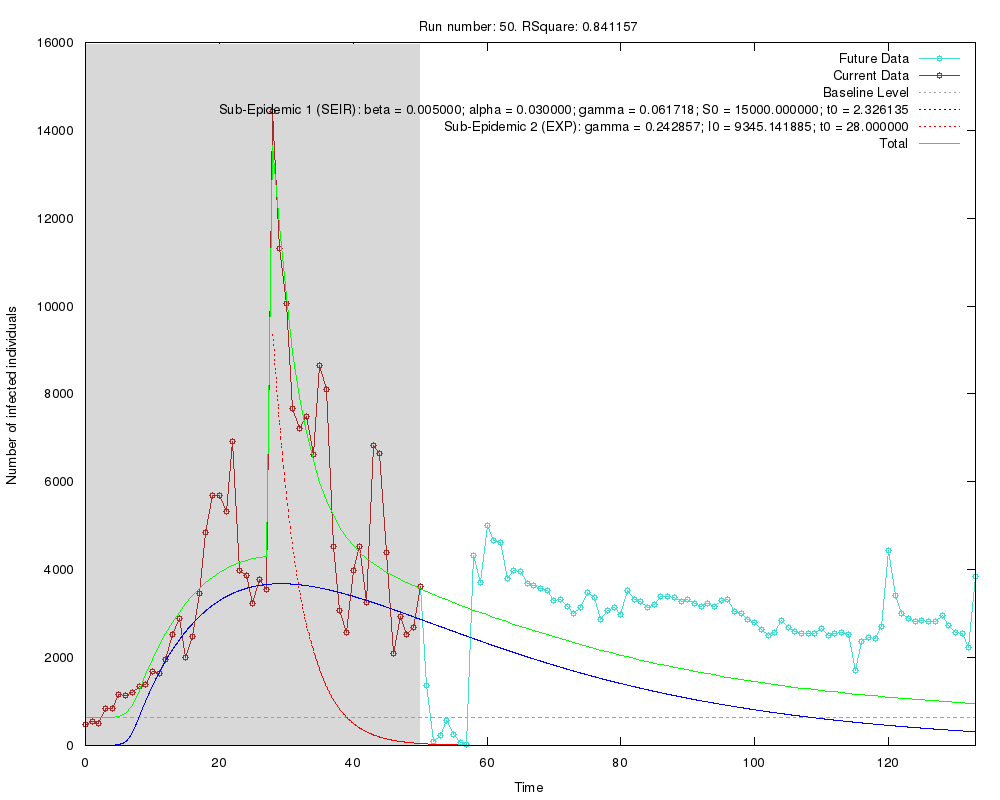 Run number: 50. RSquare: 0.841157
16000
14000
12000
10000
8000
6000
4000
2000
0
Number of infected individuals
Future Data
Current Data
Baseline Level
Sub-Epidemic 1 (SEIR): beta = 0.005000; alpha = 0.030000; gamma = 0.061718; S0 = 15000.000000; t0 = 2.326135
Sub-Epidemic 2 (EXP): gamma = 0.242857; I0 = 9345.141885; t0 = 28.000000
Total
0 20 40 60 80 100 120
Time